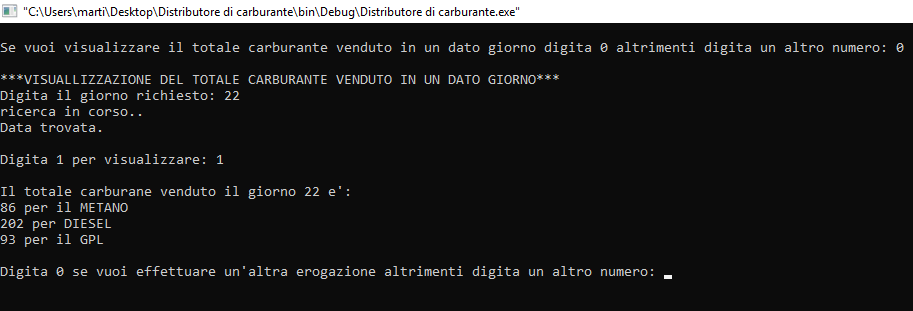 "C:\Users\marti\Desktop\Distributore di carburante\bin\Debug\Distributore di carburante.exe"
Se vuoi visualizzare il totale carburante venduto in un dato giorno digita 0 altrimenti digita un altro numero: 0
***VISUALLIZZAZIONE DEL TOTALE CARBURANTE VENDUTO IN UN DATO GIORNO***
Digita il giorno richiesto: 22
ricerca in corso..
Data trovata.
Digita 1 per visualizzare: 1
Il totale carburane venduto il giorno 22 e':
86 per il METANO
202 per DIESEL
93 per il GPL
Digita 0 se vuoi effettuare un'altra erogazione altrimenti digita un altro numero: